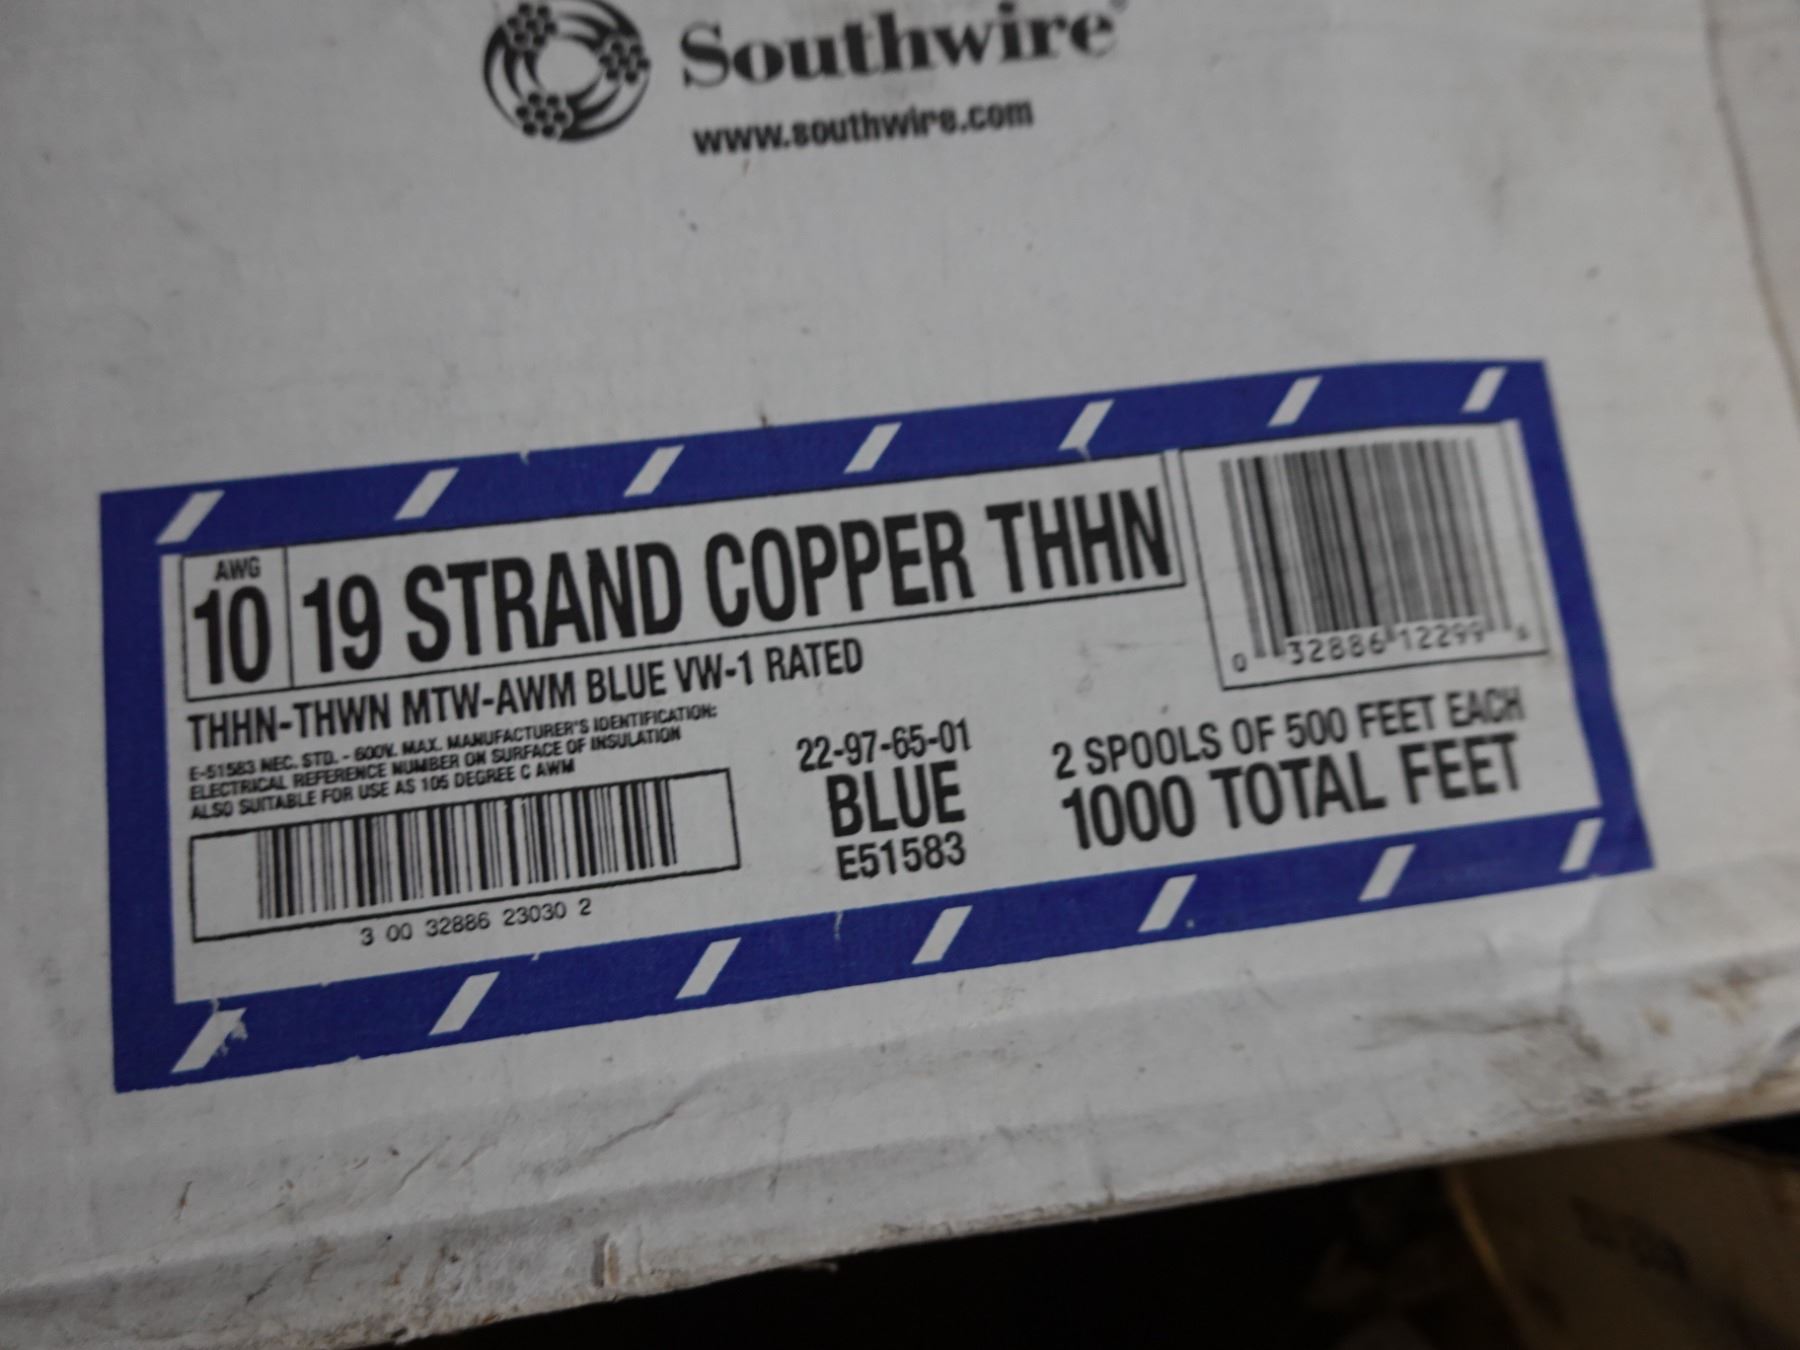 Southwire®
www.southwire.com
AWG
10
19 STRAND COPPER THHN
THHN-THWN MTW-AWM BLUE VW-1 RATED
E-51583 NEC. STD. - 600V. MAX. MANUFACTURER'S IDENTIFICATION:
ELECTRICAL REFERENCE NUMBER ON SURFACE OF INSULATION
ALSO SUITABLE FOR USE AS 105 DEGREE C AWM
3 00 32886 23030 2
22-97-65-01
BLUE
E51583
0 32886 12299
2 SPOOLS OF 500 FEET EACH
1000 TOTAL FEET